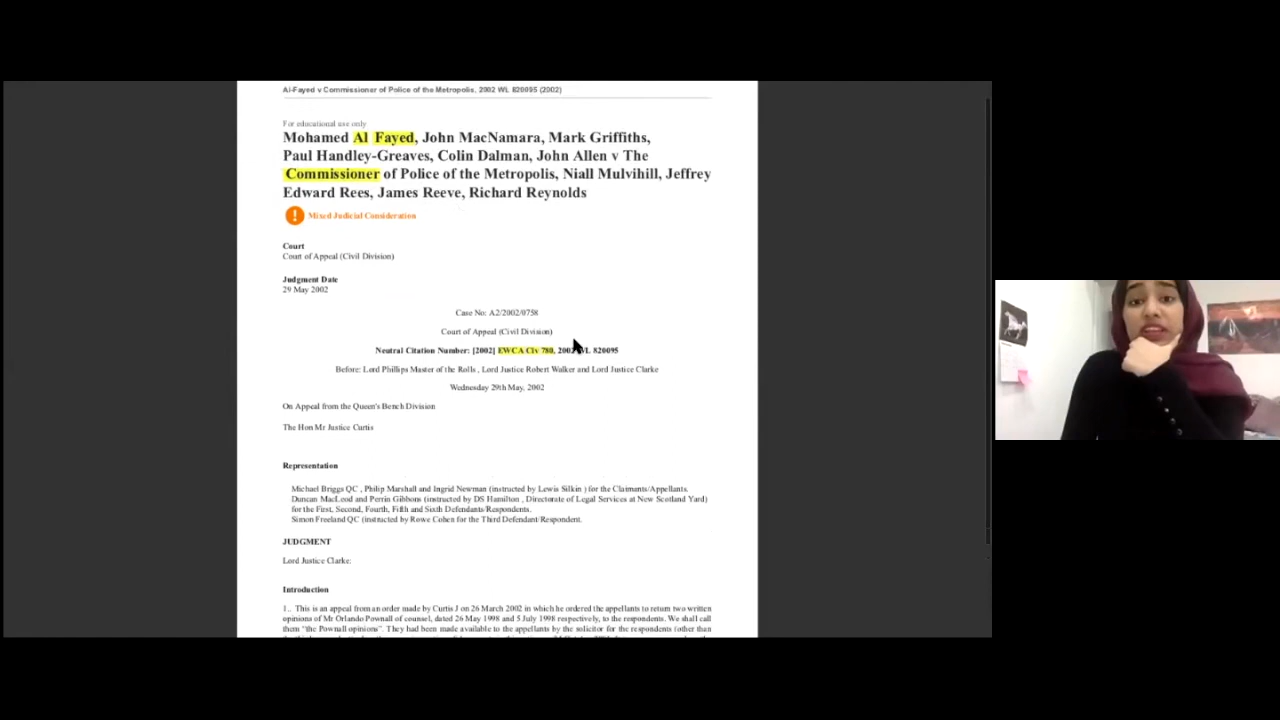 Al-Fayed v Commissioner of Police of the Metropolis, 2002 WL 820095 (2002)
For educational use only
Mohamed Al Fayed, John MacNamara, Mark Griffiths,
Paul Handley-Greaves, Colin Dalman, John Allen v The
Commissioner of Police of the Metropolis, Niall Mulvihill, Jeffrey
Edward Rees, James Reeve, Richard Reynolds
Mixed Judicial Consideration
Court
Court of Appeal (Civil Division)
Judgment Date
29 May 2002
Case No: A2/2002/0758
Court of Appeal (Civil Division)
Neutral Citation Number: [2002] EWCA Civ 780, 2002 WL 820095
Before: Lord Phillips Master of the Rolls , Lord Justice Robert Walker and Lord Justice Clarke
Wednesday 29th May, 2002
On Appeal from the Queen's Bench Division
The Hon Mr Justice Curtis
Representation
Michael Briggs QC , Philip Marshall and Ingrid Newman (instructed by Lewis Silkin ) for the Claimants/Appellants.
Duncan MacLeod and Perrin Gibbons (instructed by DS Hamilton , Directorate of Legal Services at New Scotland Yard)
for the First, Second, Fourth, Fifth and Sixth Defendants/Respondents.
Simon Freeland QC (instructed by Rowe Cohen for the Third Defendant/Respondent.
JUDGMENT
Lord Justice Clarke:
Introduction
1.. This is an appeal from an order made by Curtis J on 26 March 2002 in which he ordered the appellants to return two written
opinions of Mr Orlando Pownall of counsel, dated 26 May 1998 and 5 July 1998 respectively, to the respondents. We shall call
them “the Pownall opinions”. They had been made available to the appellants by the solicitor for the respondents (other than